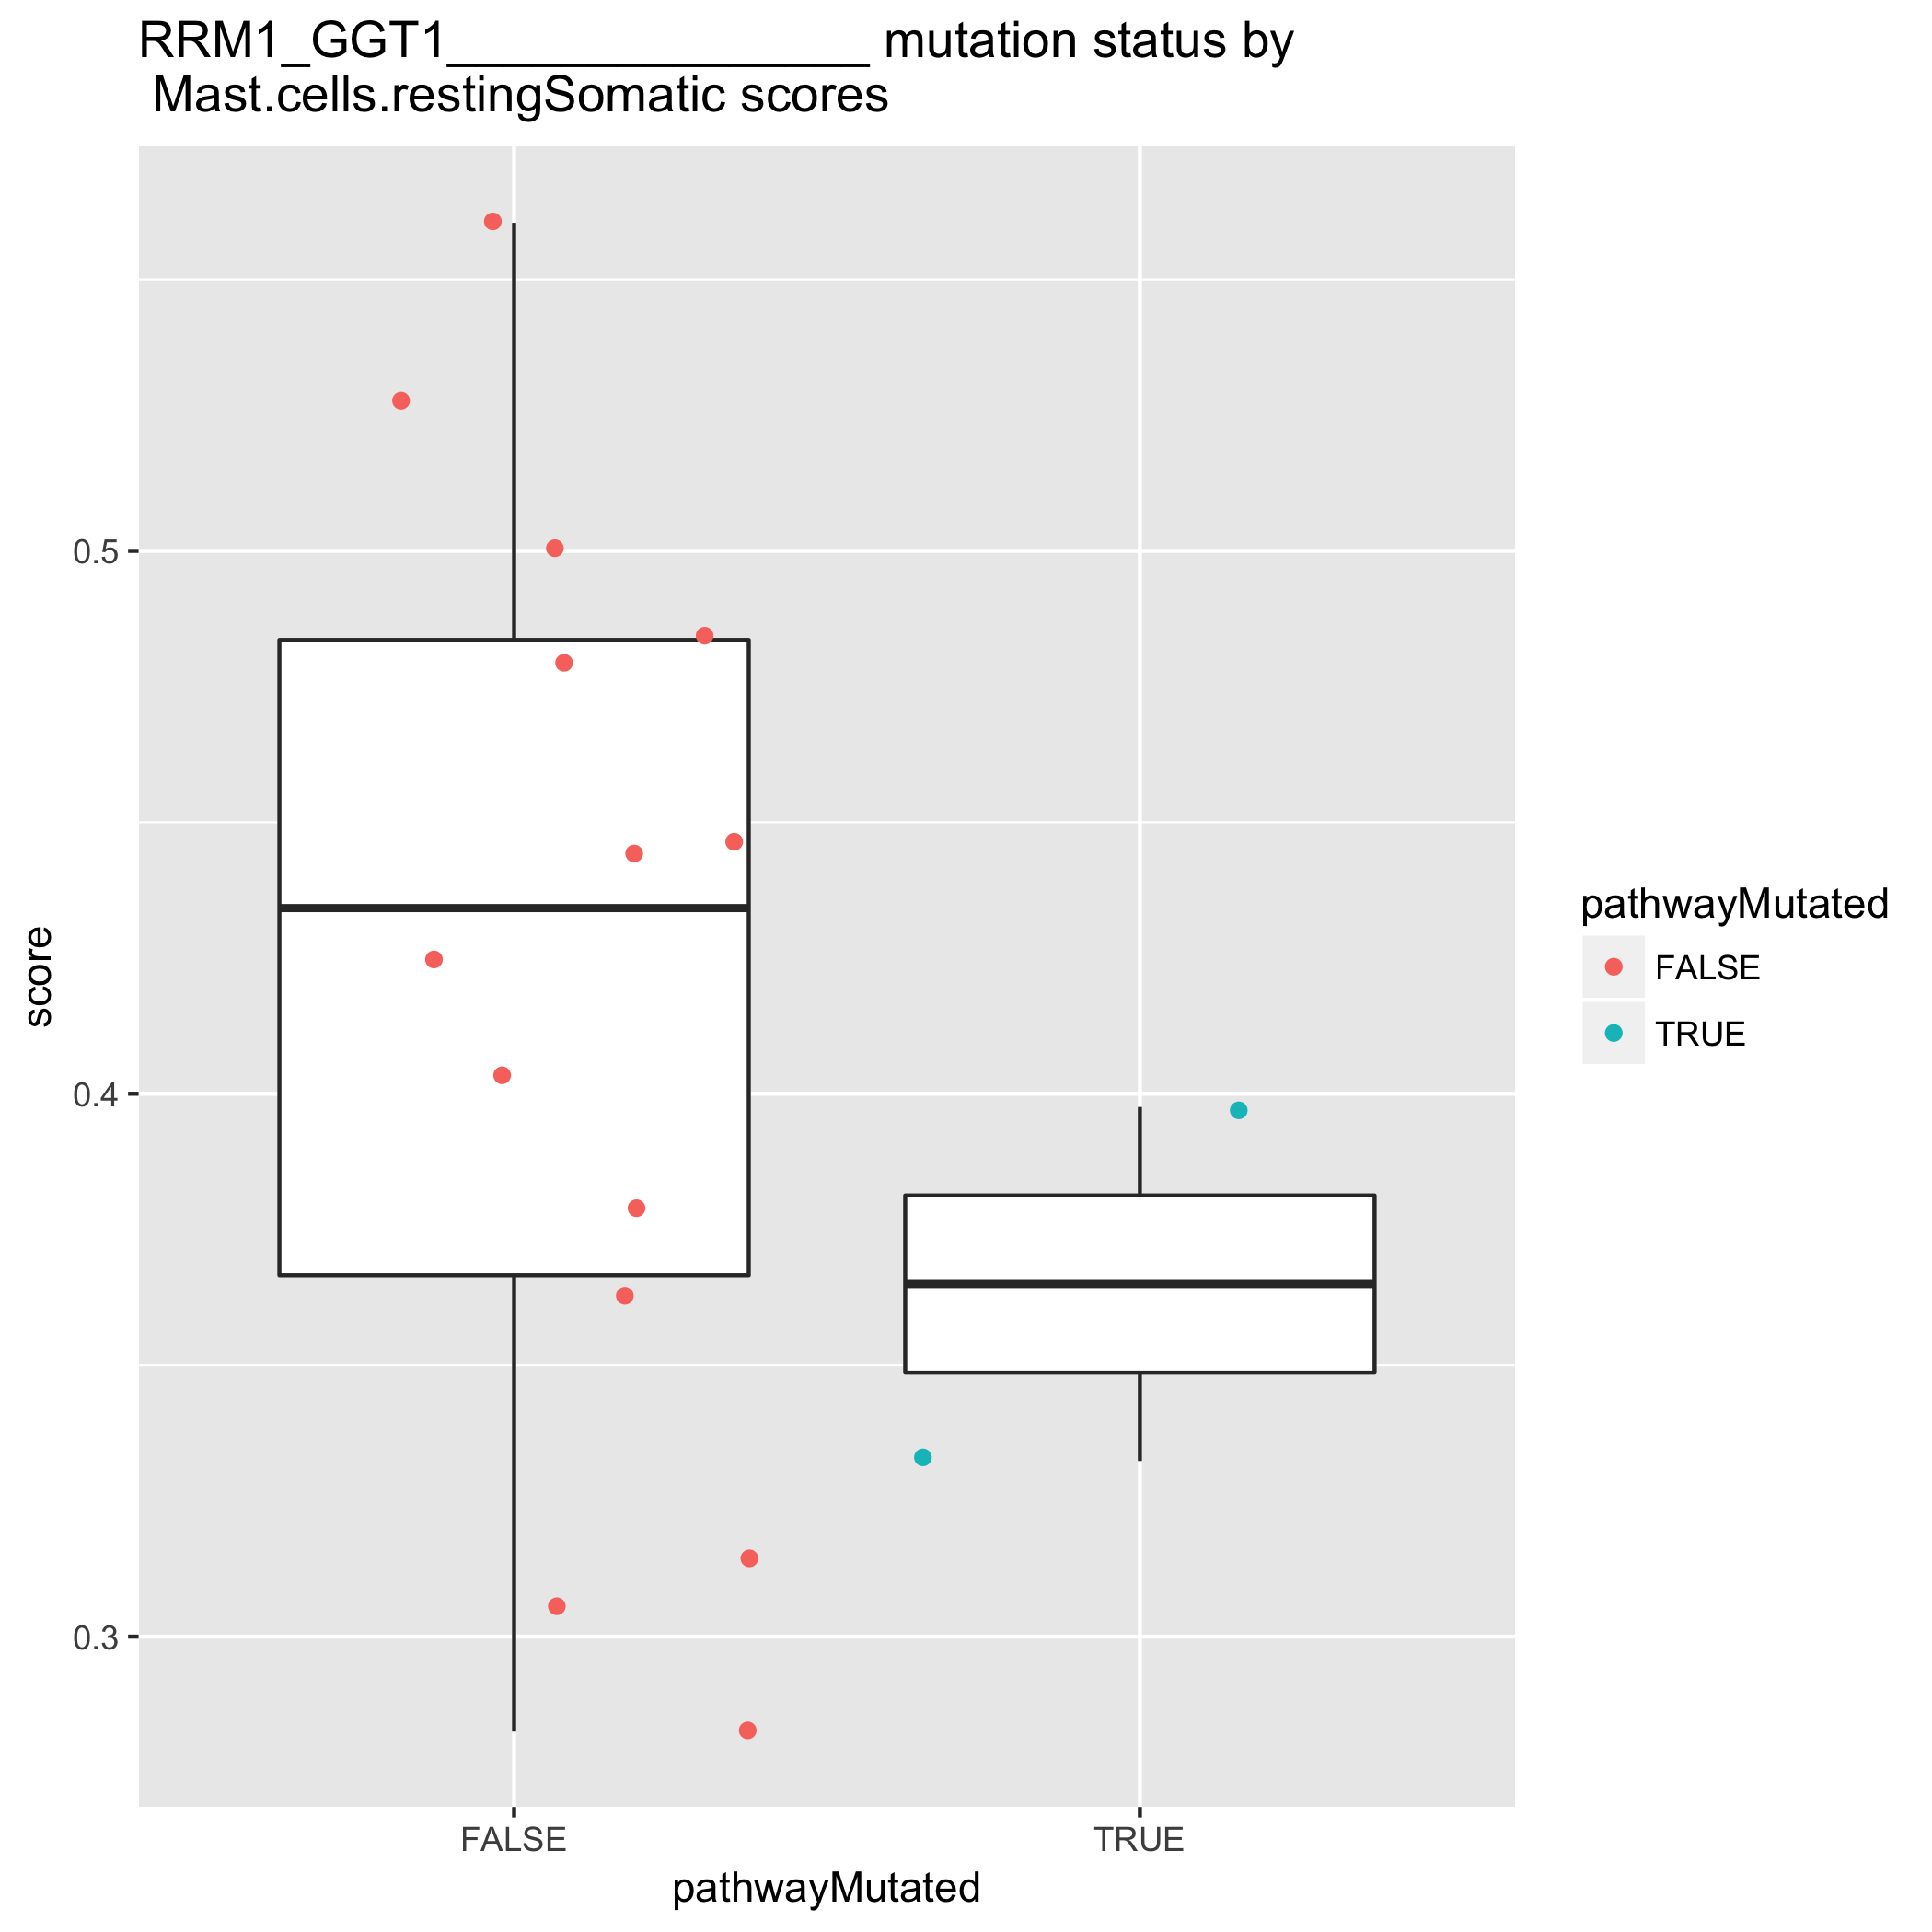 RRM1_GGT1_______________ mutation status by
Mast.cells.restingSomatic scores
0.5
0.4
0.3
score
FALSE
TRUE
pathwayMutated
pathwayMutated
FALSE
TRUE